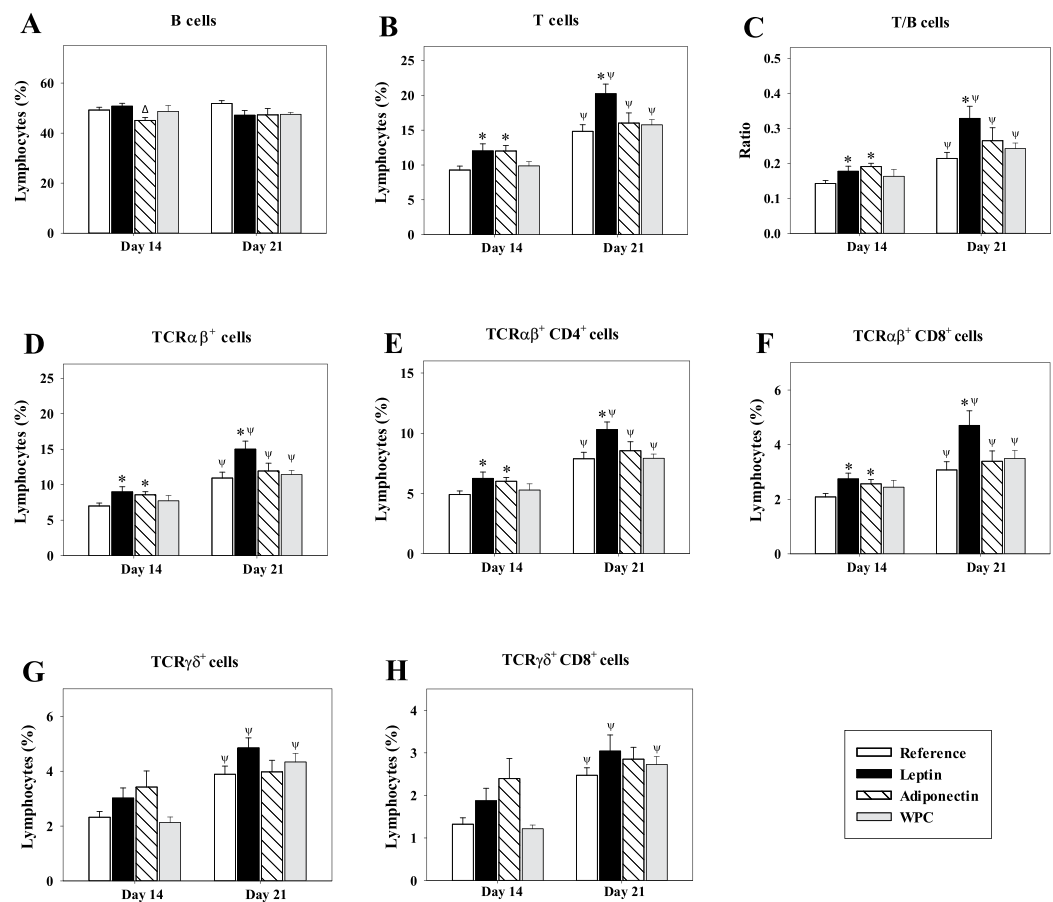 A
B cells
Lymphocytes (%)
60
40
20
0
Δ
Day 14
Day 21
B
T cells
Lymphocytes (%)
25
20
15
10
5
0
* *
ψ *ψ ψ ψ
Day 14
Day 21
C
T/B cells
Ratio
0.5
0.4
0.3
0.2
0.1
0.0
* *
ψ *ψ ψ ψ
Day 14
Day 21
D
TCRαβ+ cells
Lymphocytes (%)
25
20
15
10
5
0
* *
ψ *ψ ψ ψ
Day 14
Day 21
E
TCRαβ+ CD4+ cells
Lymphocytes (%)
15
10
5
0
* *
ψ *ψ ψ ψ
Day 14
Day 21
F
TCRαβ+ CD8+ cells
Lymphocytes (%)
6
4
2
0
* *
ψ *ψ ψ ψ
Day 14
Day 21
G
TCRγδ+ cells
Lymphocytes (%)
6
4
2
0
ψ ψ ψ
Day 14
Day 21
H
TCRγδ+ CD8+ cells
Lymphocytes (%)
4
3
2
1
0
ψ ψ ψ
Day 14
Day 21
Reference
Leptin
Adiponectin
WPC